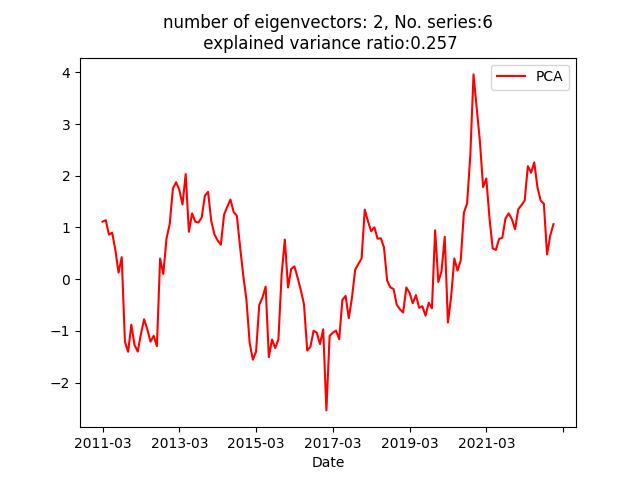 number of eigenvectors: 2, No. series:6
explained variance ratio:0.257
PCA
4
3
2
1
0
−1
−2
2011-03 2013-03 2015-03 2017-03 2019-03 2021-03
Date